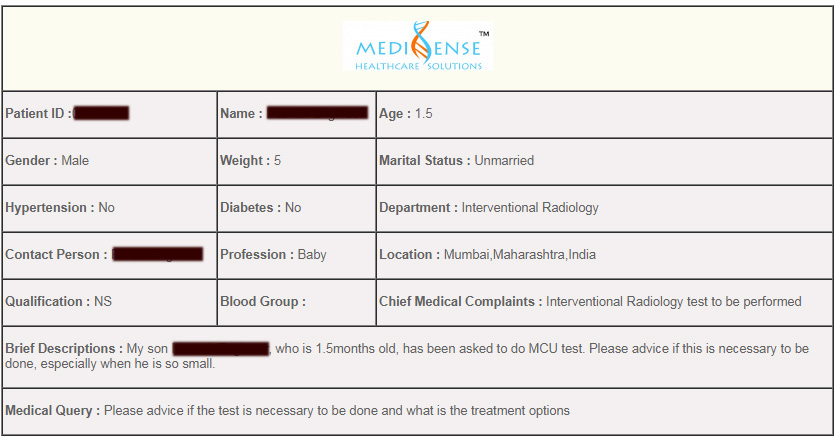 MEDISENSE™
HEALTHCARE SOLUTIONS
Patient ID :
Name :
Age : 1.5
Gender : Male
Weight : 5
Marital Status : Unmarried
Hypertension : No
Diabetes : No
Department : Interventional Radiology
Contact Person :
Profession : Baby
Location : Mumbai,Maharashtra,India
Qualification : NS
Blood Group :
Chief Medical Complaints : Interventional Radiology test to be performed
Brief Descriptions : My son , who is 1.5months old, has been asked to do MCU test. Please advice if this is necessary to be
done, especially when he is so small.
Medical Query : Please advice if the test is necessary to be done and what is the treatment options